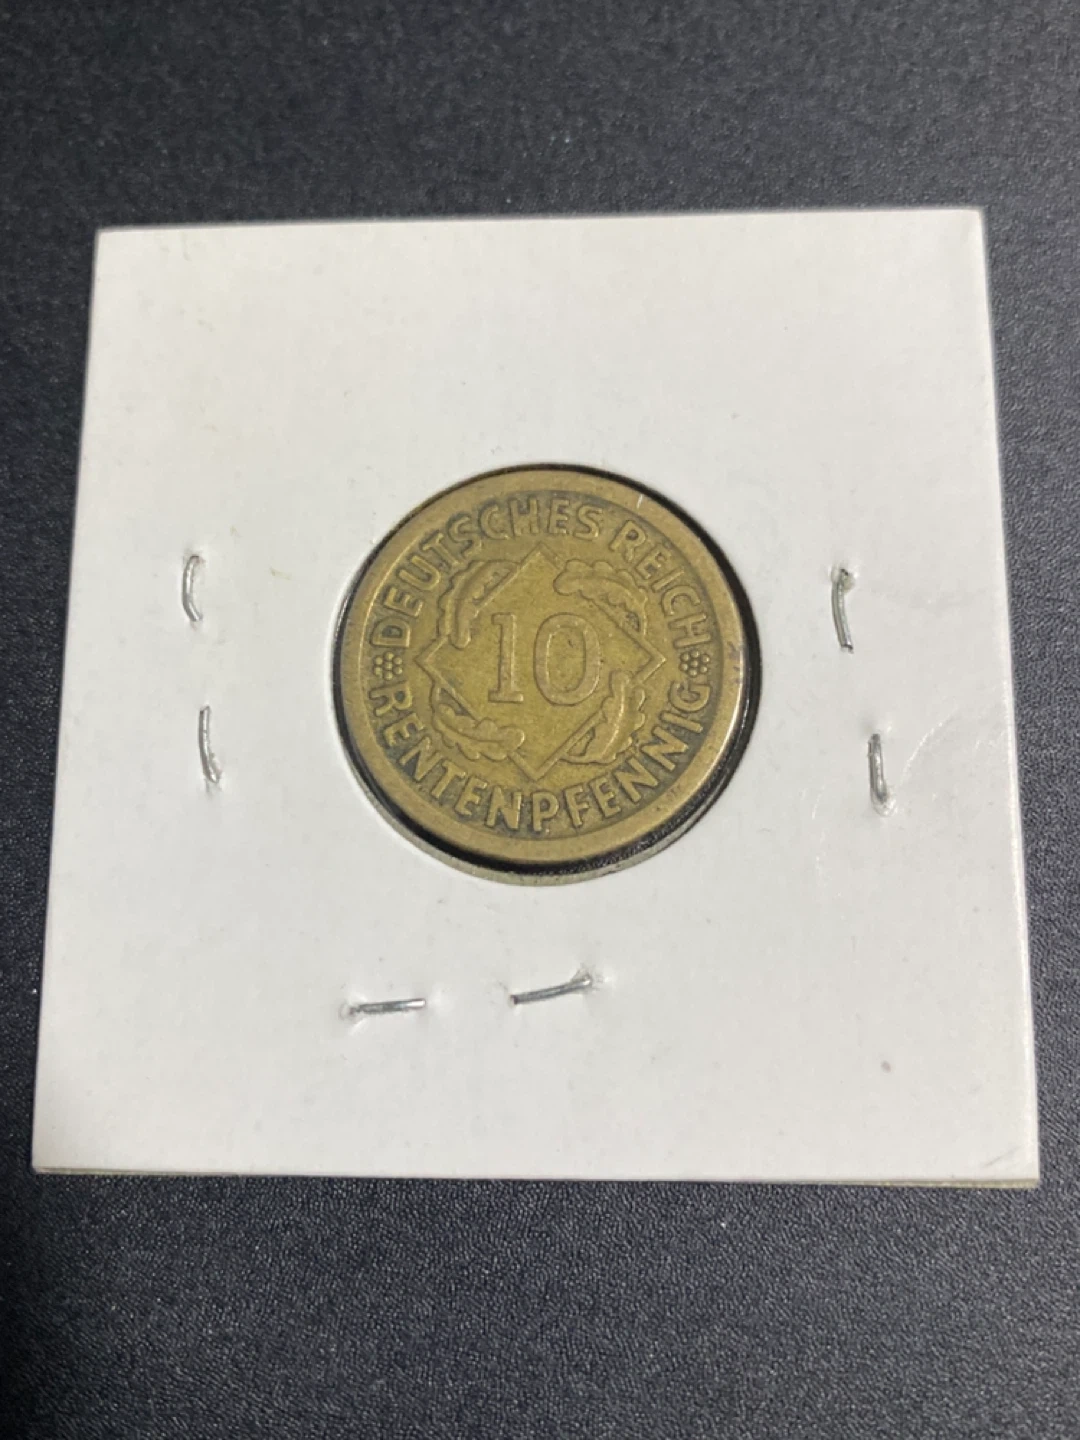 DEUTSCHES REICH
10
RENTENPFENNIG